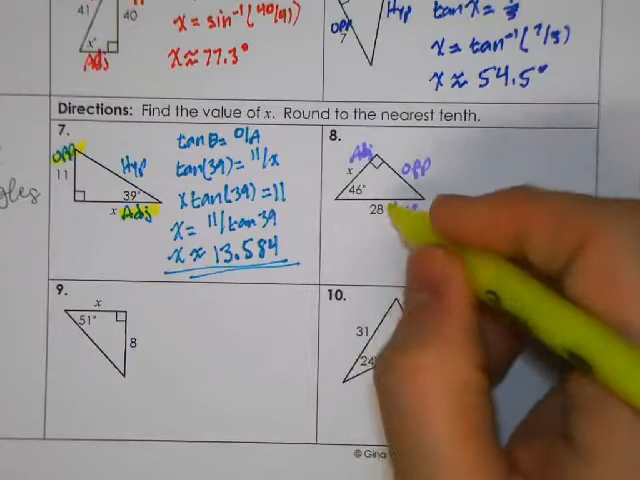 41
40
x = sin⁻¹(40/41)
x°
Adj
x ≈ 77.3°
Hyp
OPP
7
tan x =
x = tan⁻¹(7/5)
x ≈ 54.5°
Directions: Find the value of x. Round to the nearest tenth.
7.
OPP
11
Hyp
39°
x Adj
tan θ = O/A
tan(39) = 11/x
x tan(39) = 11
x = 11/tan 39
x ≈ 13.584
8.
Adj
OPP
x
46°
28
9.
x
51°
8
10.
31
24
© Gina